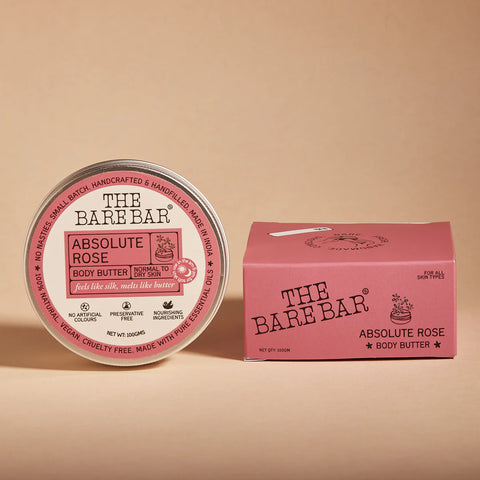 NO NASTIES. SMALL BATCH. HANDCRAFTED & HANDFILLED. MADE IN INDIA
THE
BARE BAR®
ABSOLUTE
ROSE
BODY BUTTER
NORMAL TO
DRY SKIN
feels like silk, melts like butter
NO ARTIFICIAL
COLOURS
PRESERVATIVE
FREE
NOURISHING
INGREDIENTS
NET WT: 100GMS
100% NATURAL. VEGAN. CRUELTY FREE. MADE WITH PURE ESSENTIAL OILS
FOR ALL
SKIN TYPES
THE
BARE BAR®
ABSOLUTE ROSE
BODY BUTTER
NET QTY: 100GM